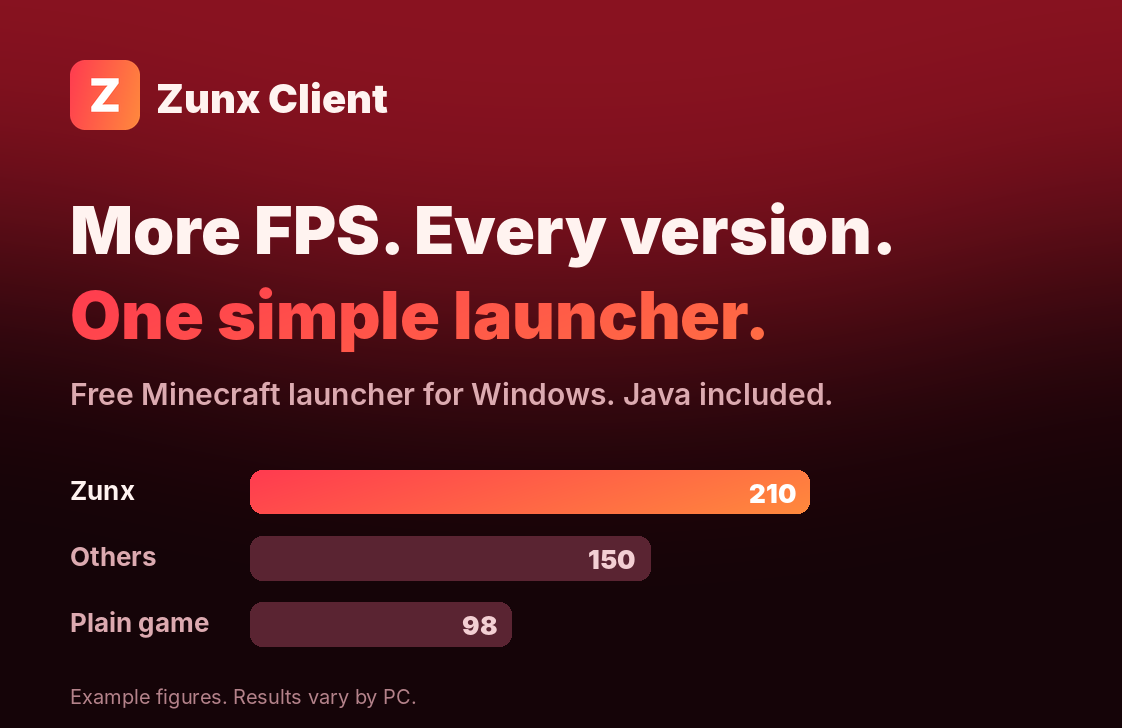 Z
Zunx Client
More FPS. Every version.
One simple launcher.
Free Minecraft launcher for Windows. Java included.
Zunx 210
Others 150
Plain game 98
Example figures. Results vary by PC.